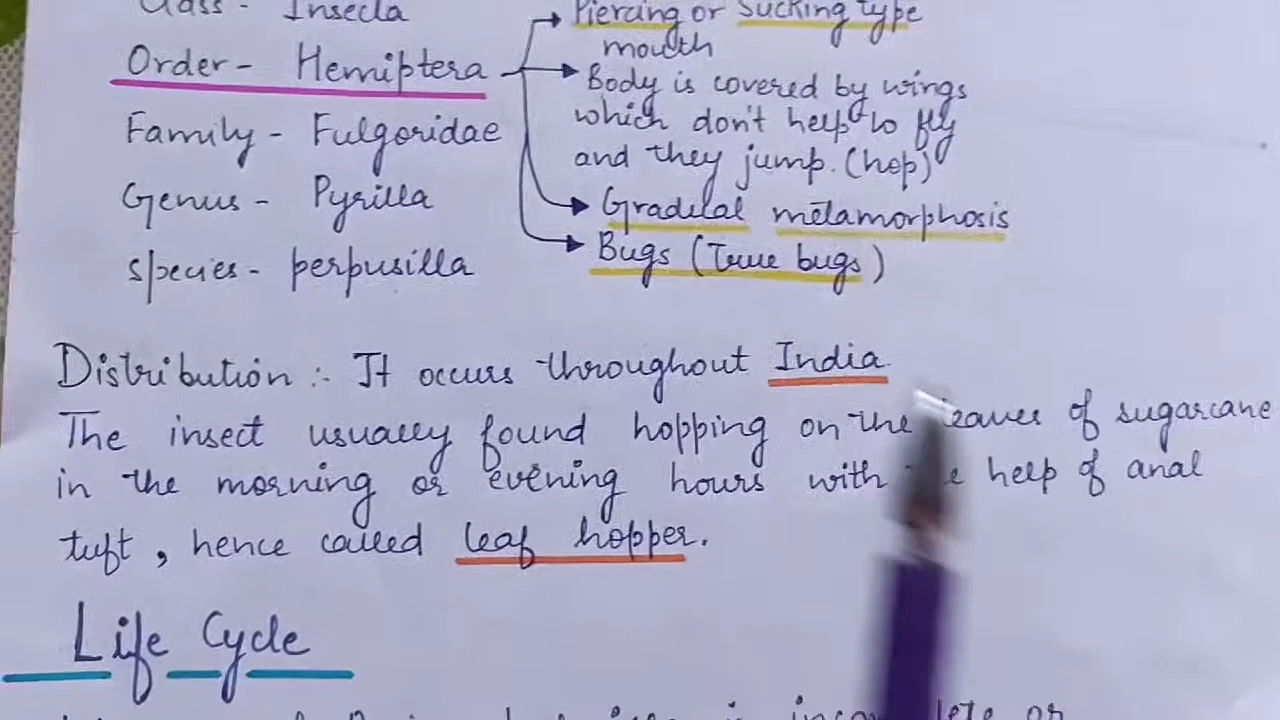 Class - Insecta
Order - Hemiptera
Family - Fulgoridae
Genus - Pyrilla
species - perpusilla
Piercing or Sucking type
mouth
Body is covered by wings
which don't help to fly
and they jump. (hop)
Gradual metamorphosis
Bugs (True bugs)
Distribution :- It occurs throughout India.
The insect usually found hopping on the leaves of sugarcane
in the morning or evening hours with the help of anal
tuft, hence called leaf hopper.
Life Cycle
is incomplete or